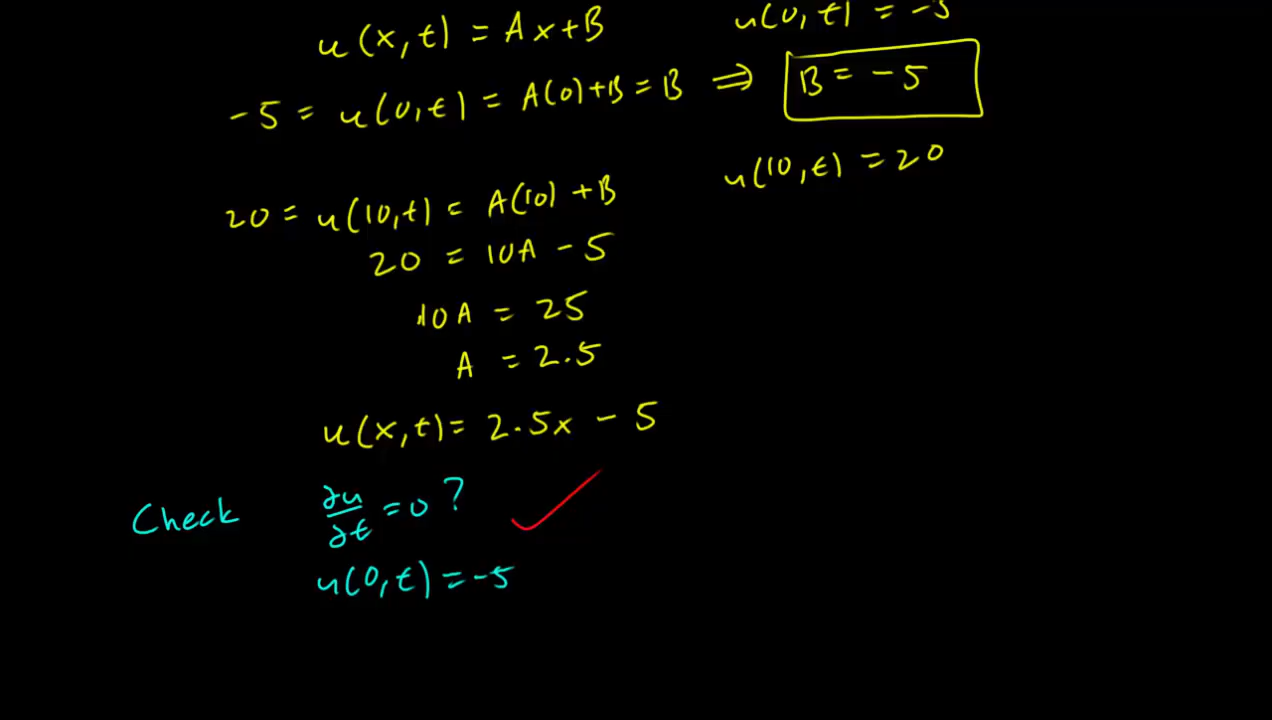 u(x,t) = Ax+B
u(0,t) = -5
-5 = u(0,t) = A(0)+B = B ⟹ B = -5
u(10,t) = 20
20 = u(10,t) = A(10) + B
20 = 10A - 5
10A = 25
A = 2.5
u(x,t) = 2.5x - 5
Check ∂u/∂t = 0 ? ✓
u(0,t) = -5